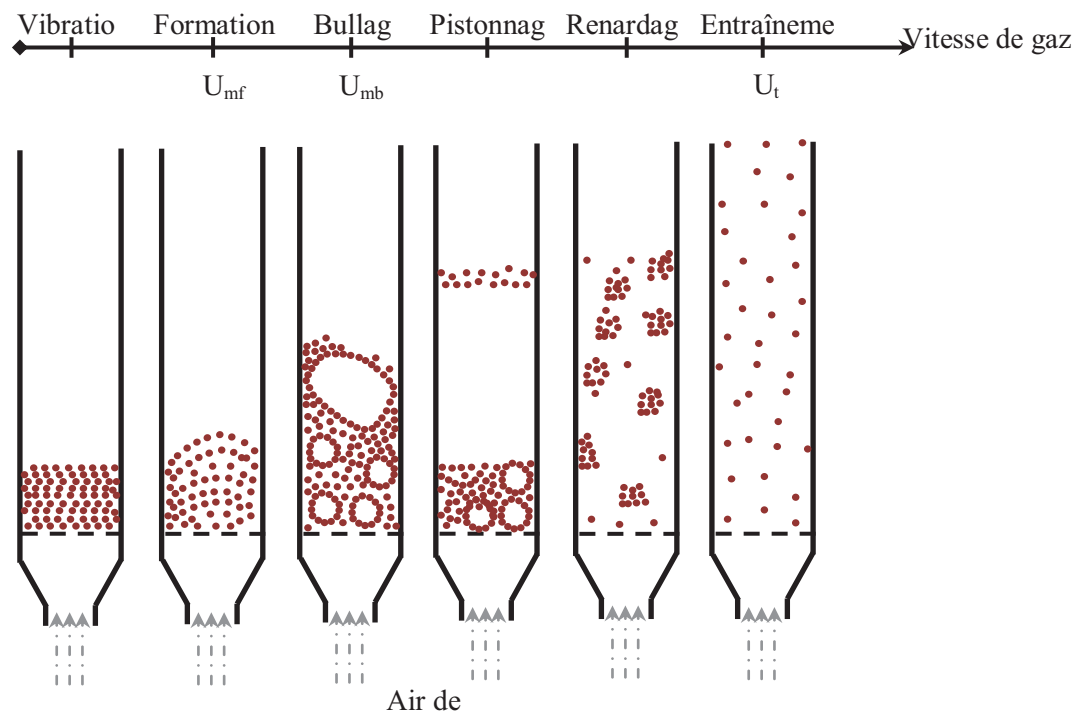 Vibratio Formation Bullag Pistonnag Renardag Entraîneme
Vitesse de gaz
Umf Umb Ut
Air de